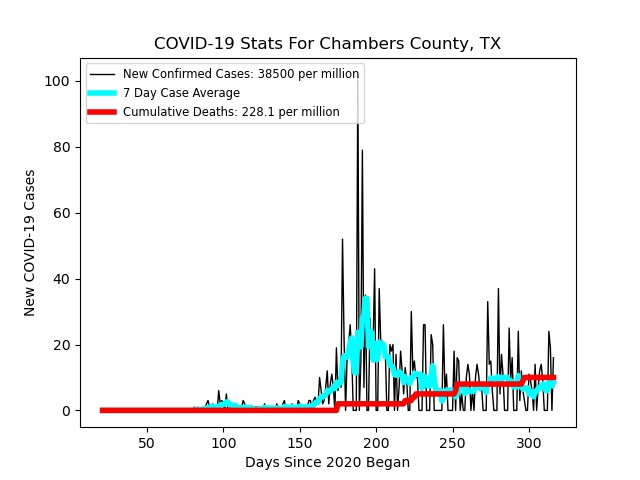 COVID-19 Stats For Chambers County, TX
New Confirmed Cases: 38500 per million
7 Day Case Average
Cumulative Deaths: 228.1 per million
New COVID-19 Cases
100
80
60
40
20
0
50 100 150 200 250 300
Days Since 2020 Began